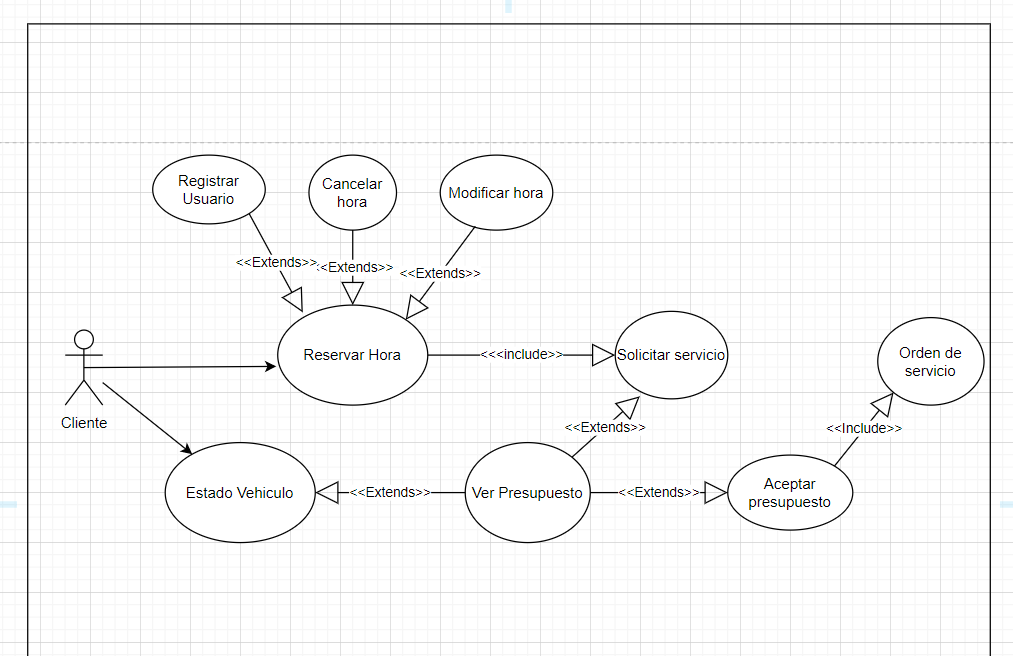 Registrar
Usuario
Cancelar
hora
Modificar hora
<<Extends>>
<<Extends>>
<<Extends>>
Reservar Hora
<<<include>>
Solicitar servicio
Orden de
servicio
Cliente
<<Extends>>
<<Include>>
Estado Vehiculo
<<Extends>>
Ver Presupuesto
<<Extends>>
Aceptar
presupuesto